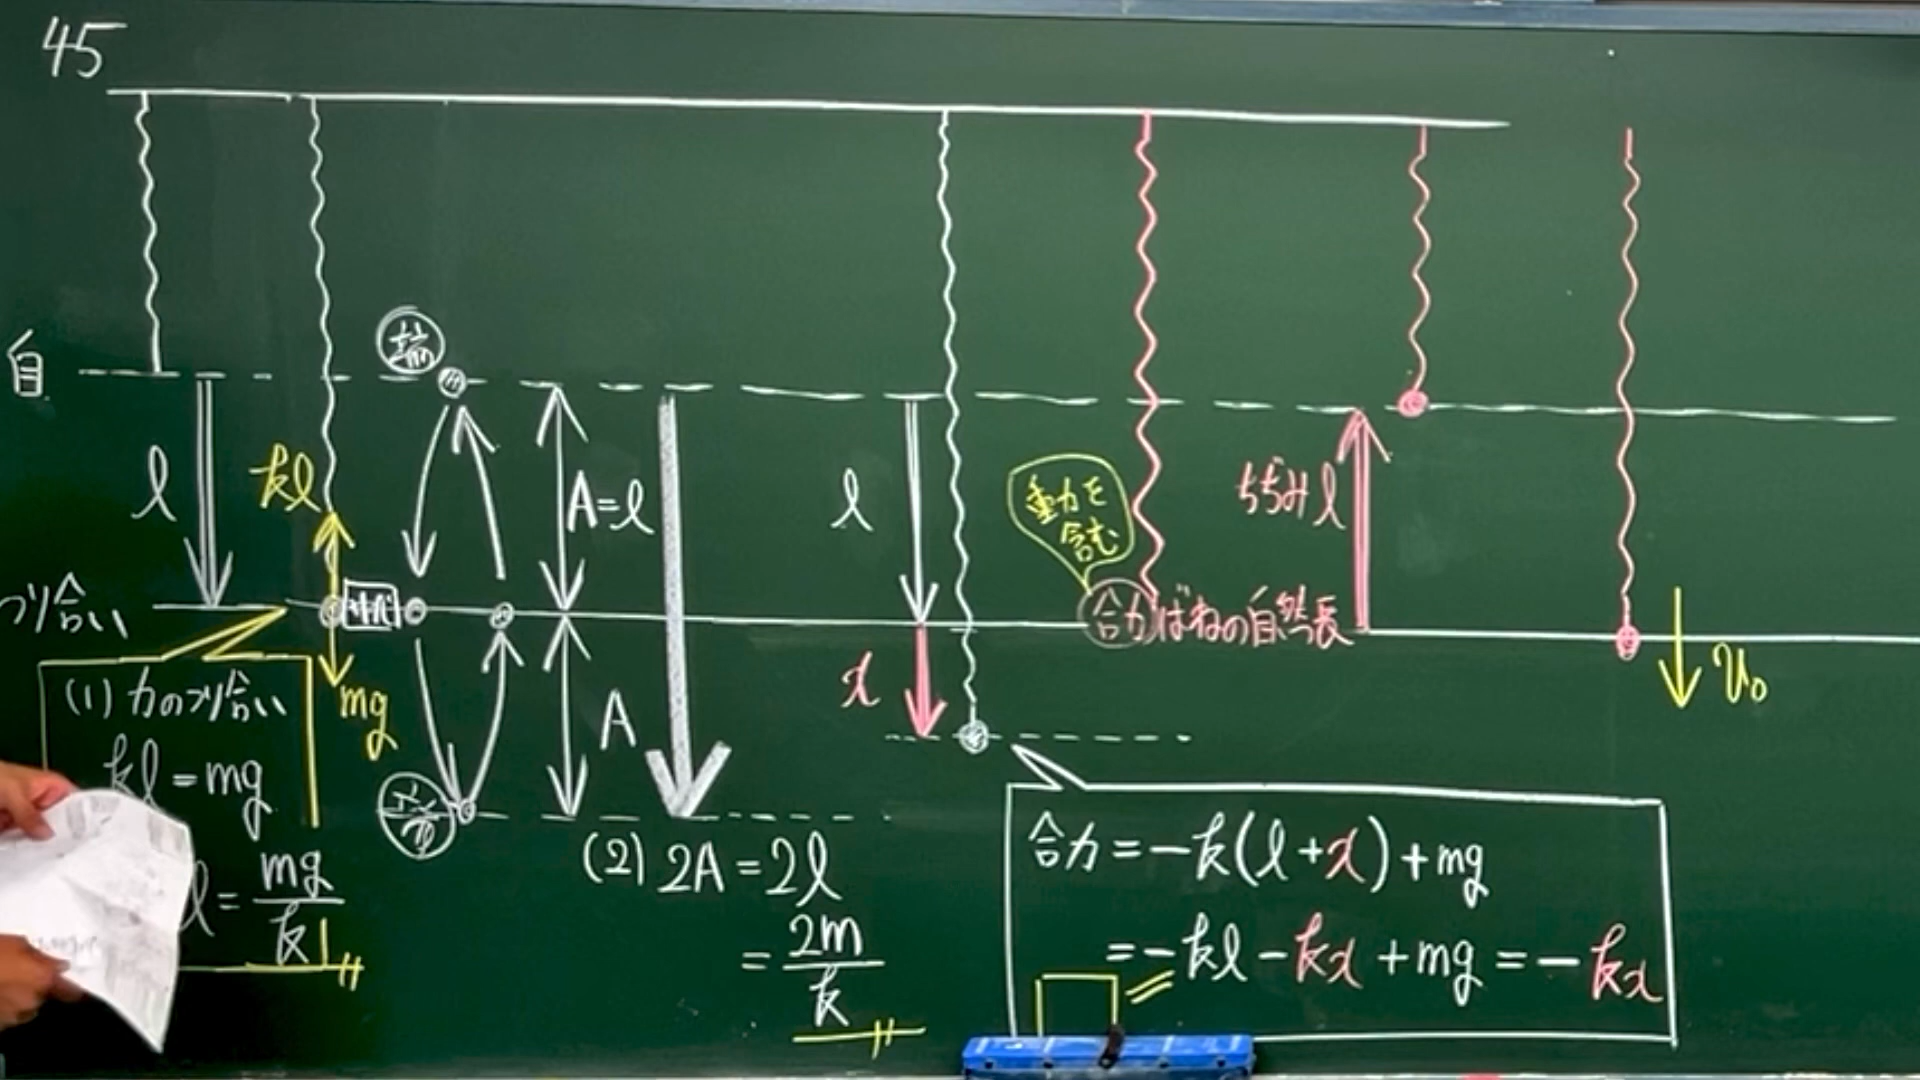 45
自
l
kl
つり合い
mg
(1) 力のつり合い
kl = mg
l = mg/k
端
A=l
A
(2) 2A = 2l
= 2m/k
l
x
重力を
含む
合力ばねの自然長
ちぢみ l
v₀
合力 = -k(l+x)+mg
= -kl - kx + mg = -kx